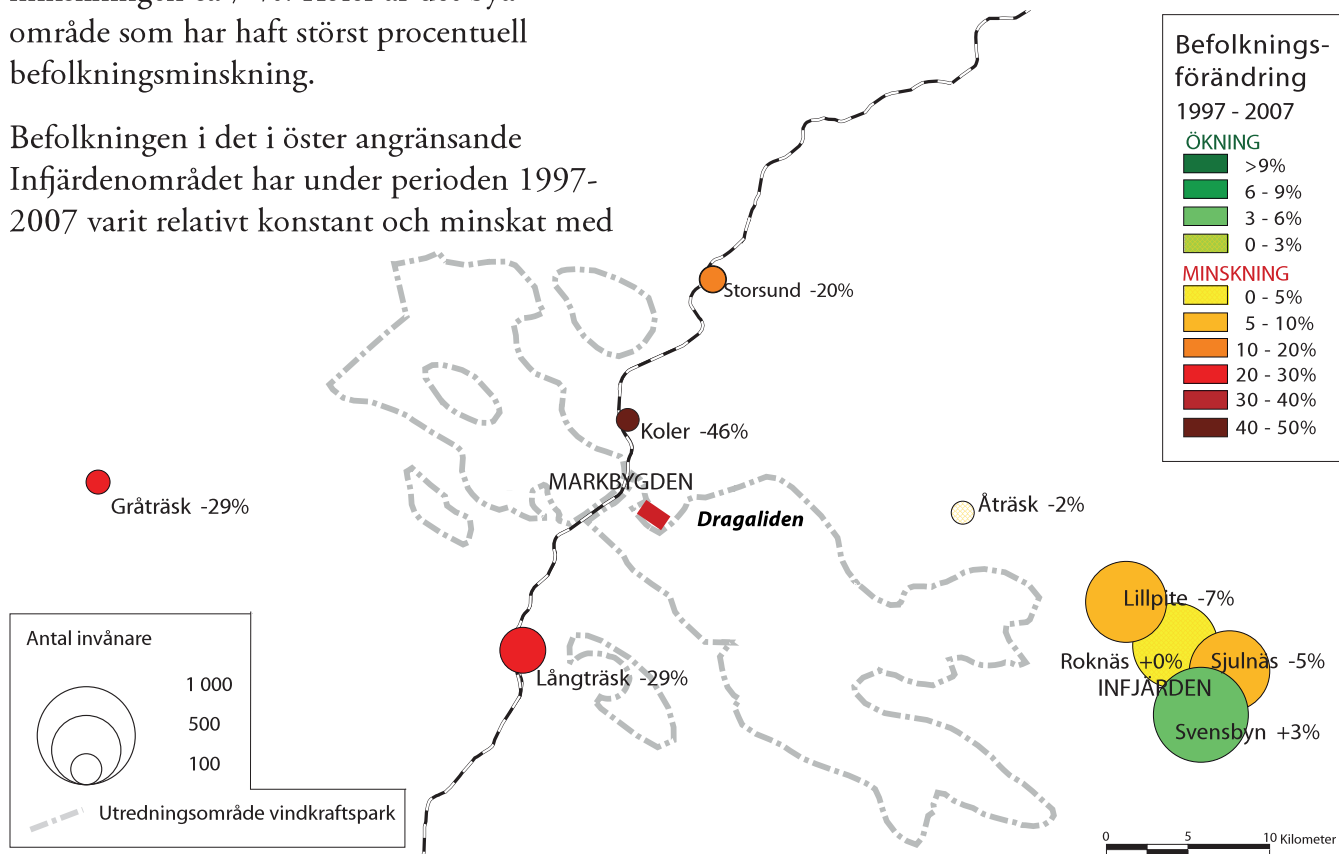 område som har haft störst procentuell
befolkningsminskning.
Befolkningen i det i öster angränsande
Infjärdenområdet har under perioden 1997-
2007 varit relativt konstant och minskat med
Befolknings-
förändring
1997 - 2007
ÖKNING
>9%
6 - 9%
3 - 6%
0 - 3%
MINSKNING
0 - 5%
5 - 10%
10 - 20%
20 - 30%
30 - 40%
40 - 50%
Storsund -20%
Koler -46%
MARKBYGDEN
Gråträsk -29%
Dragaliden
Åträsk -2%
Lillpite -7%
Roknäs +0%
Sjulnäs -5%
INFJÄRDEN
Svensbyn +3%
Långträsk -29%
Antal invånare
1 000
500
100
Utredningsområde vindkraftspark
0 5 10 Kilometer